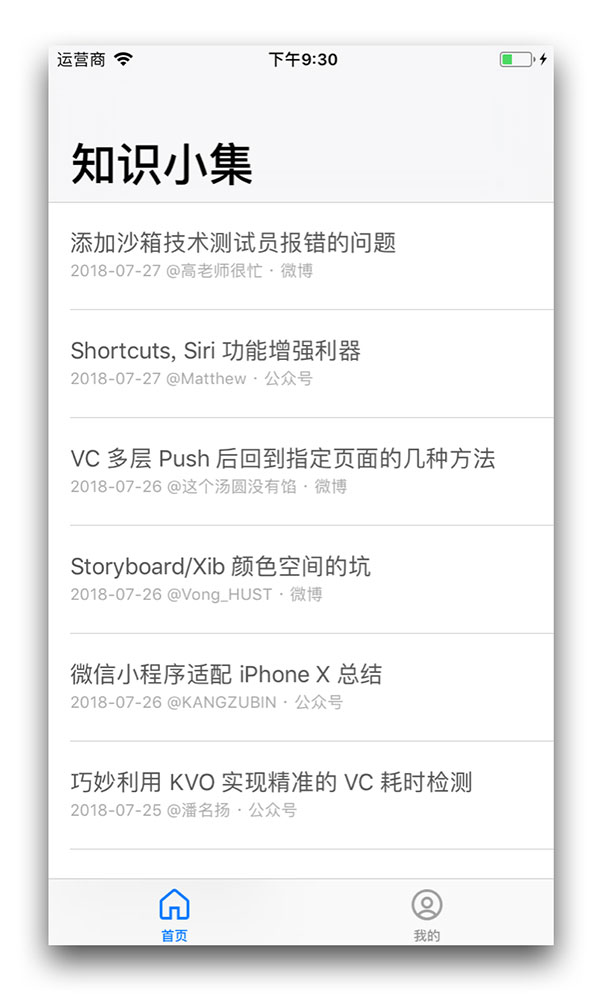 运营商 下午9:30
知识小集
添加沙箱技术测试员报错的问题
2018-07-27 @高老师很忙 · 微博
Shortcuts, Siri 功能增强利器
2018-07-27 @Matthew · 公众号
VC 多层 Push 后回到指定页面的几种方法
2018-07-26 @这个汤圆没有馅 · 微博
Storyboard/Xib 颜色空间的坑
2018-07-26 @Vong_HUST · 微博
微信小程序适配 iPhone X 总结
2018-07-26 @KANGZUBIN · 公众号
巧妙利用 KVO 实现精准的 VC 耗时检测
2018-07-25 @潘名扬 · 公众号
首页 我的